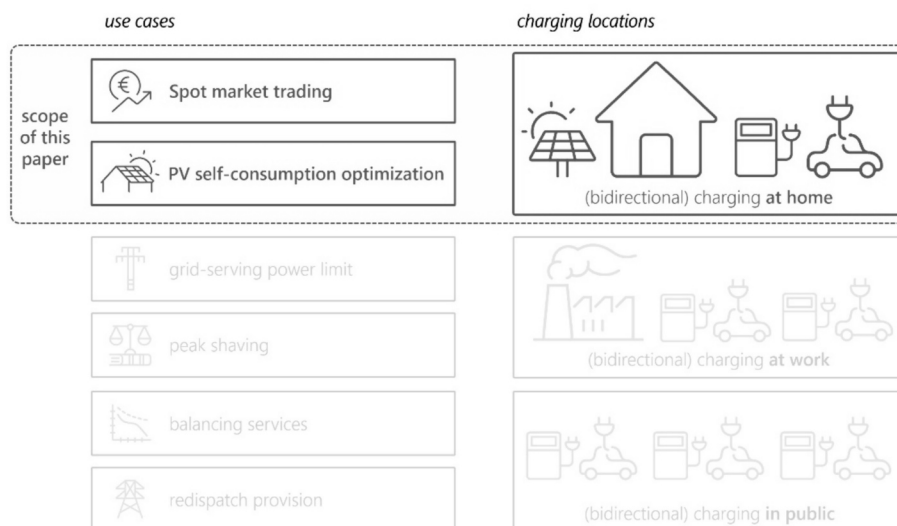 use cases
charging locations
scope
of this
paper
Spot market trading
PV self-consumption optimization
(bidirectional) charging at home
grid-serving power limit
peak shaving
(bidirectional) charging at work
balancing services
redispatch provision
(bidirectional) charging in public